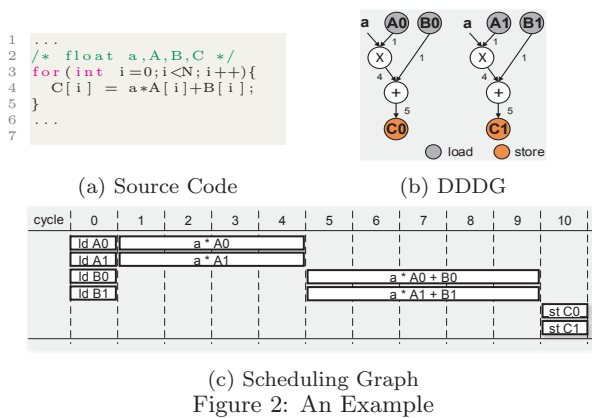 1 ...
2 /* float a,A,B,C */
3 for(int i=0;i<N;i++){
4 C[i] = a*A[i]+B[i];
5 }
6 ...
7
(a) Source Code
a A0 B0 a A1 B1
1 1
X 1 X 1
4 4
+ +
5 5
C0 C1
load store
(b) DDDG
cycle 0 1 2 3 4 5 6 7 8 9 10
ld A0 a * A0
ld A1 a * A1
ld B0 a * A0 + B0
ld B1 a * A1 + B1
st C0
st C1
(c) Scheduling Graph
Figure 2: An Example